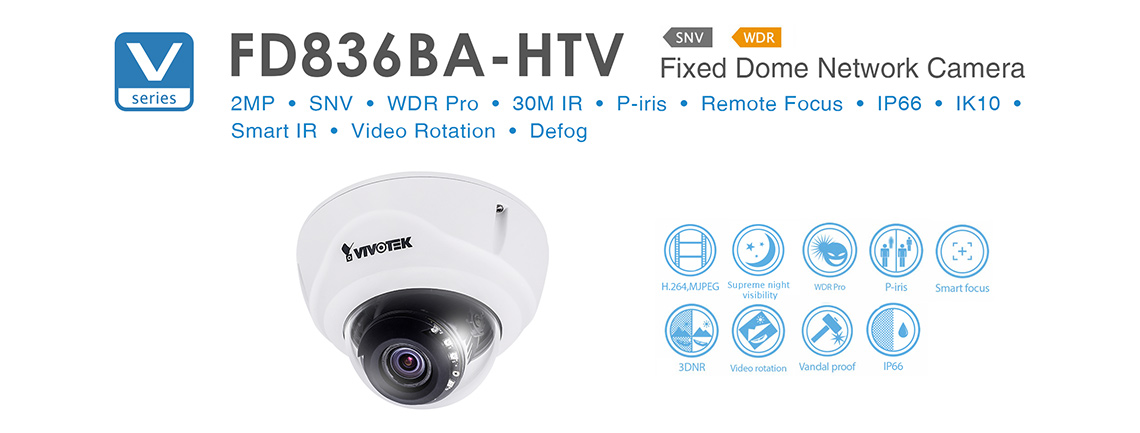 V
series
FD836BA-HTV
SNV
WDR
Fixed Dome Network Camera
2MP • SNV • WDR Pro • 30M IR • P-iris • Remote Focus • IP66 • IK10 •
Smart IR • Video Rotation • Defog
VIVOTEK
H.264,MJPEG
Supreme night
visibility
WDR Pro
P-iris
Smart focus
3DNR
Video rotation
Vandal proof
IP66